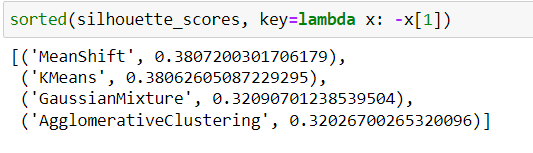 sorted(silhouette_scores, key=lambda x: -x[1])
[('MeanShift', 0.3807200301706179),
('KMeans', 0.38062605087229295),
('GaussianMixture', 0.32090701238539504),
('AgglomerativeClustering', 0.32026700265320096)]